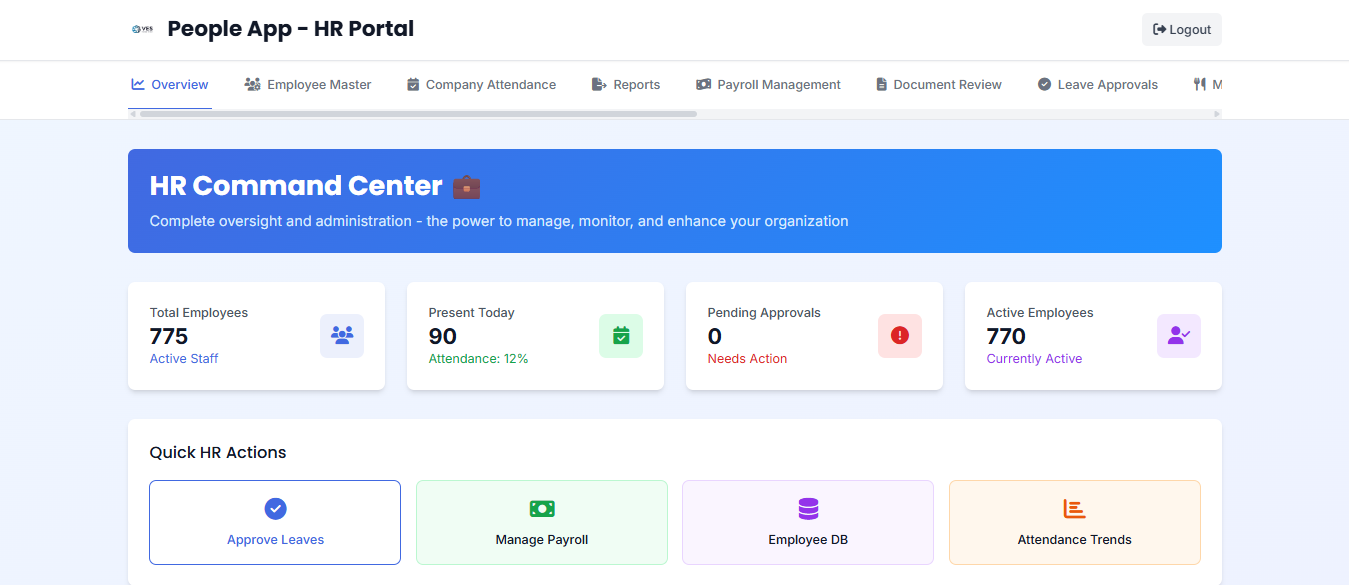 VES
People App - HR Portal
Logout
Overview
Employee Master
Company Attendance
Reports
Payroll Management
Document Review
Leave Approvals
M
HR Command Center
Complete oversight and administration - the power to manage, monitor, and enhance your organization
Total Employees
775
Active Staff
Present Today
90
Attendance: 12%
Pending Approvals
0
Needs Action
Active Employees
770
Currently Active
Quick HR Actions
Approve Leaves
Manage Payroll
Employee DB
Attendance Trends